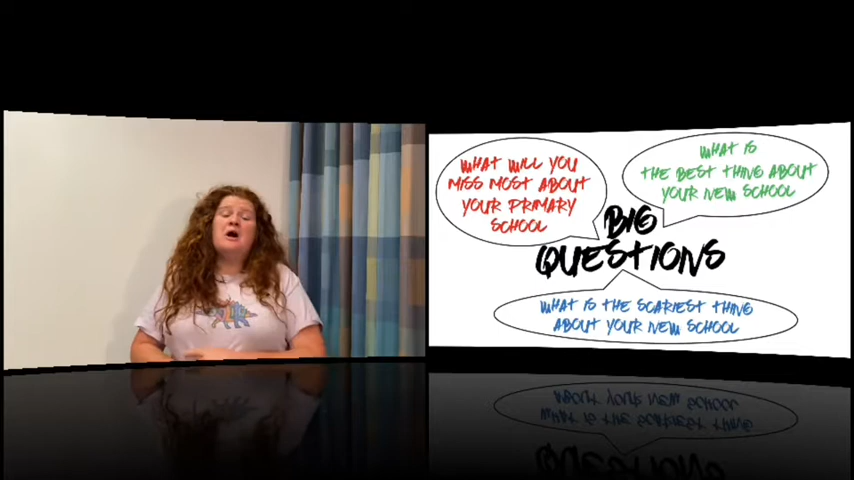 WHAT WILL YOU
MISS MOST ABOUT
YOUR PRIMARY
SCHOOL
WHAT IS
THE BEST THING ABOUT
YOUR NEW SCHOOL
BIG
QUESTIONS
WHAT IS THE SCARIEST THING
ABOUT YOUR NEW SCHOOL